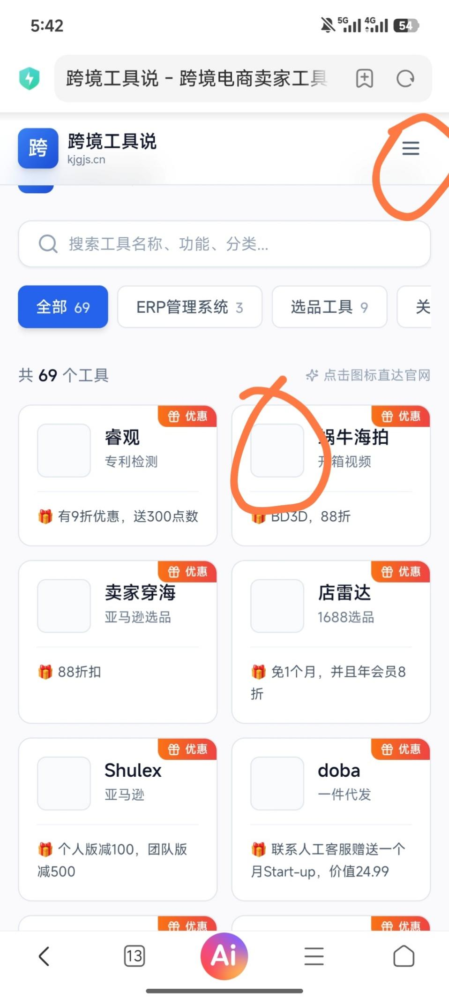 5:42
5G 4G 54
跨境工具说 - 跨境电商卖家工具
跨 跨境工具说
kjgjs.cn
搜索工具名称、功能、分类...
全部 69 ERP管理系统 3 选品工具 9 关
共 69 个工具 点击图标直达官网
优惠
睿观
专利检测
有9折优惠，送300点数
优惠
蜗牛海拍
开箱视频
BD3D，88折
优惠
卖家穿海
亚马逊选品
88折扣
优惠
店雷达
1688选品
免1个月，并且年会员8
折
优惠
Shulex
亚马逊
个人版减100，团队版
减500
优惠
doba
一件代发
联系人工客服赠送一个
月Start-up，价值24.99
优惠
优惠
13 Ai